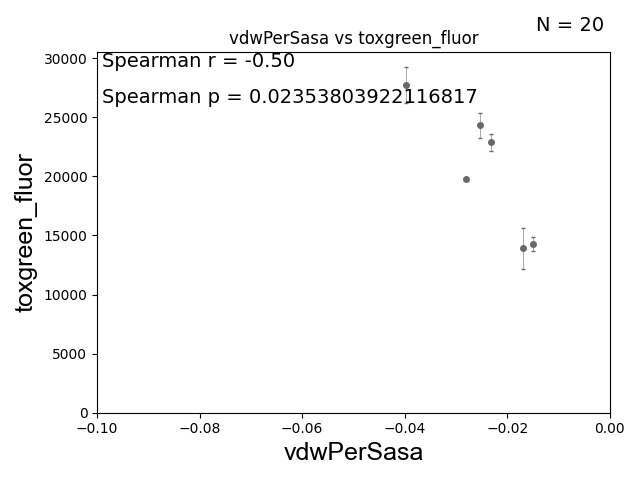 N = 20
vdwPerSasa vs toxgreen_fluor
Spearman r = -0.50
Spearman p = 0.02353803922116817
30000
25000
20000
15000
10000
5000
0
toxgreen_fluor
−0.10 −0.08 −0.06 −0.04 −0.02 0.00
vdwPerSasa